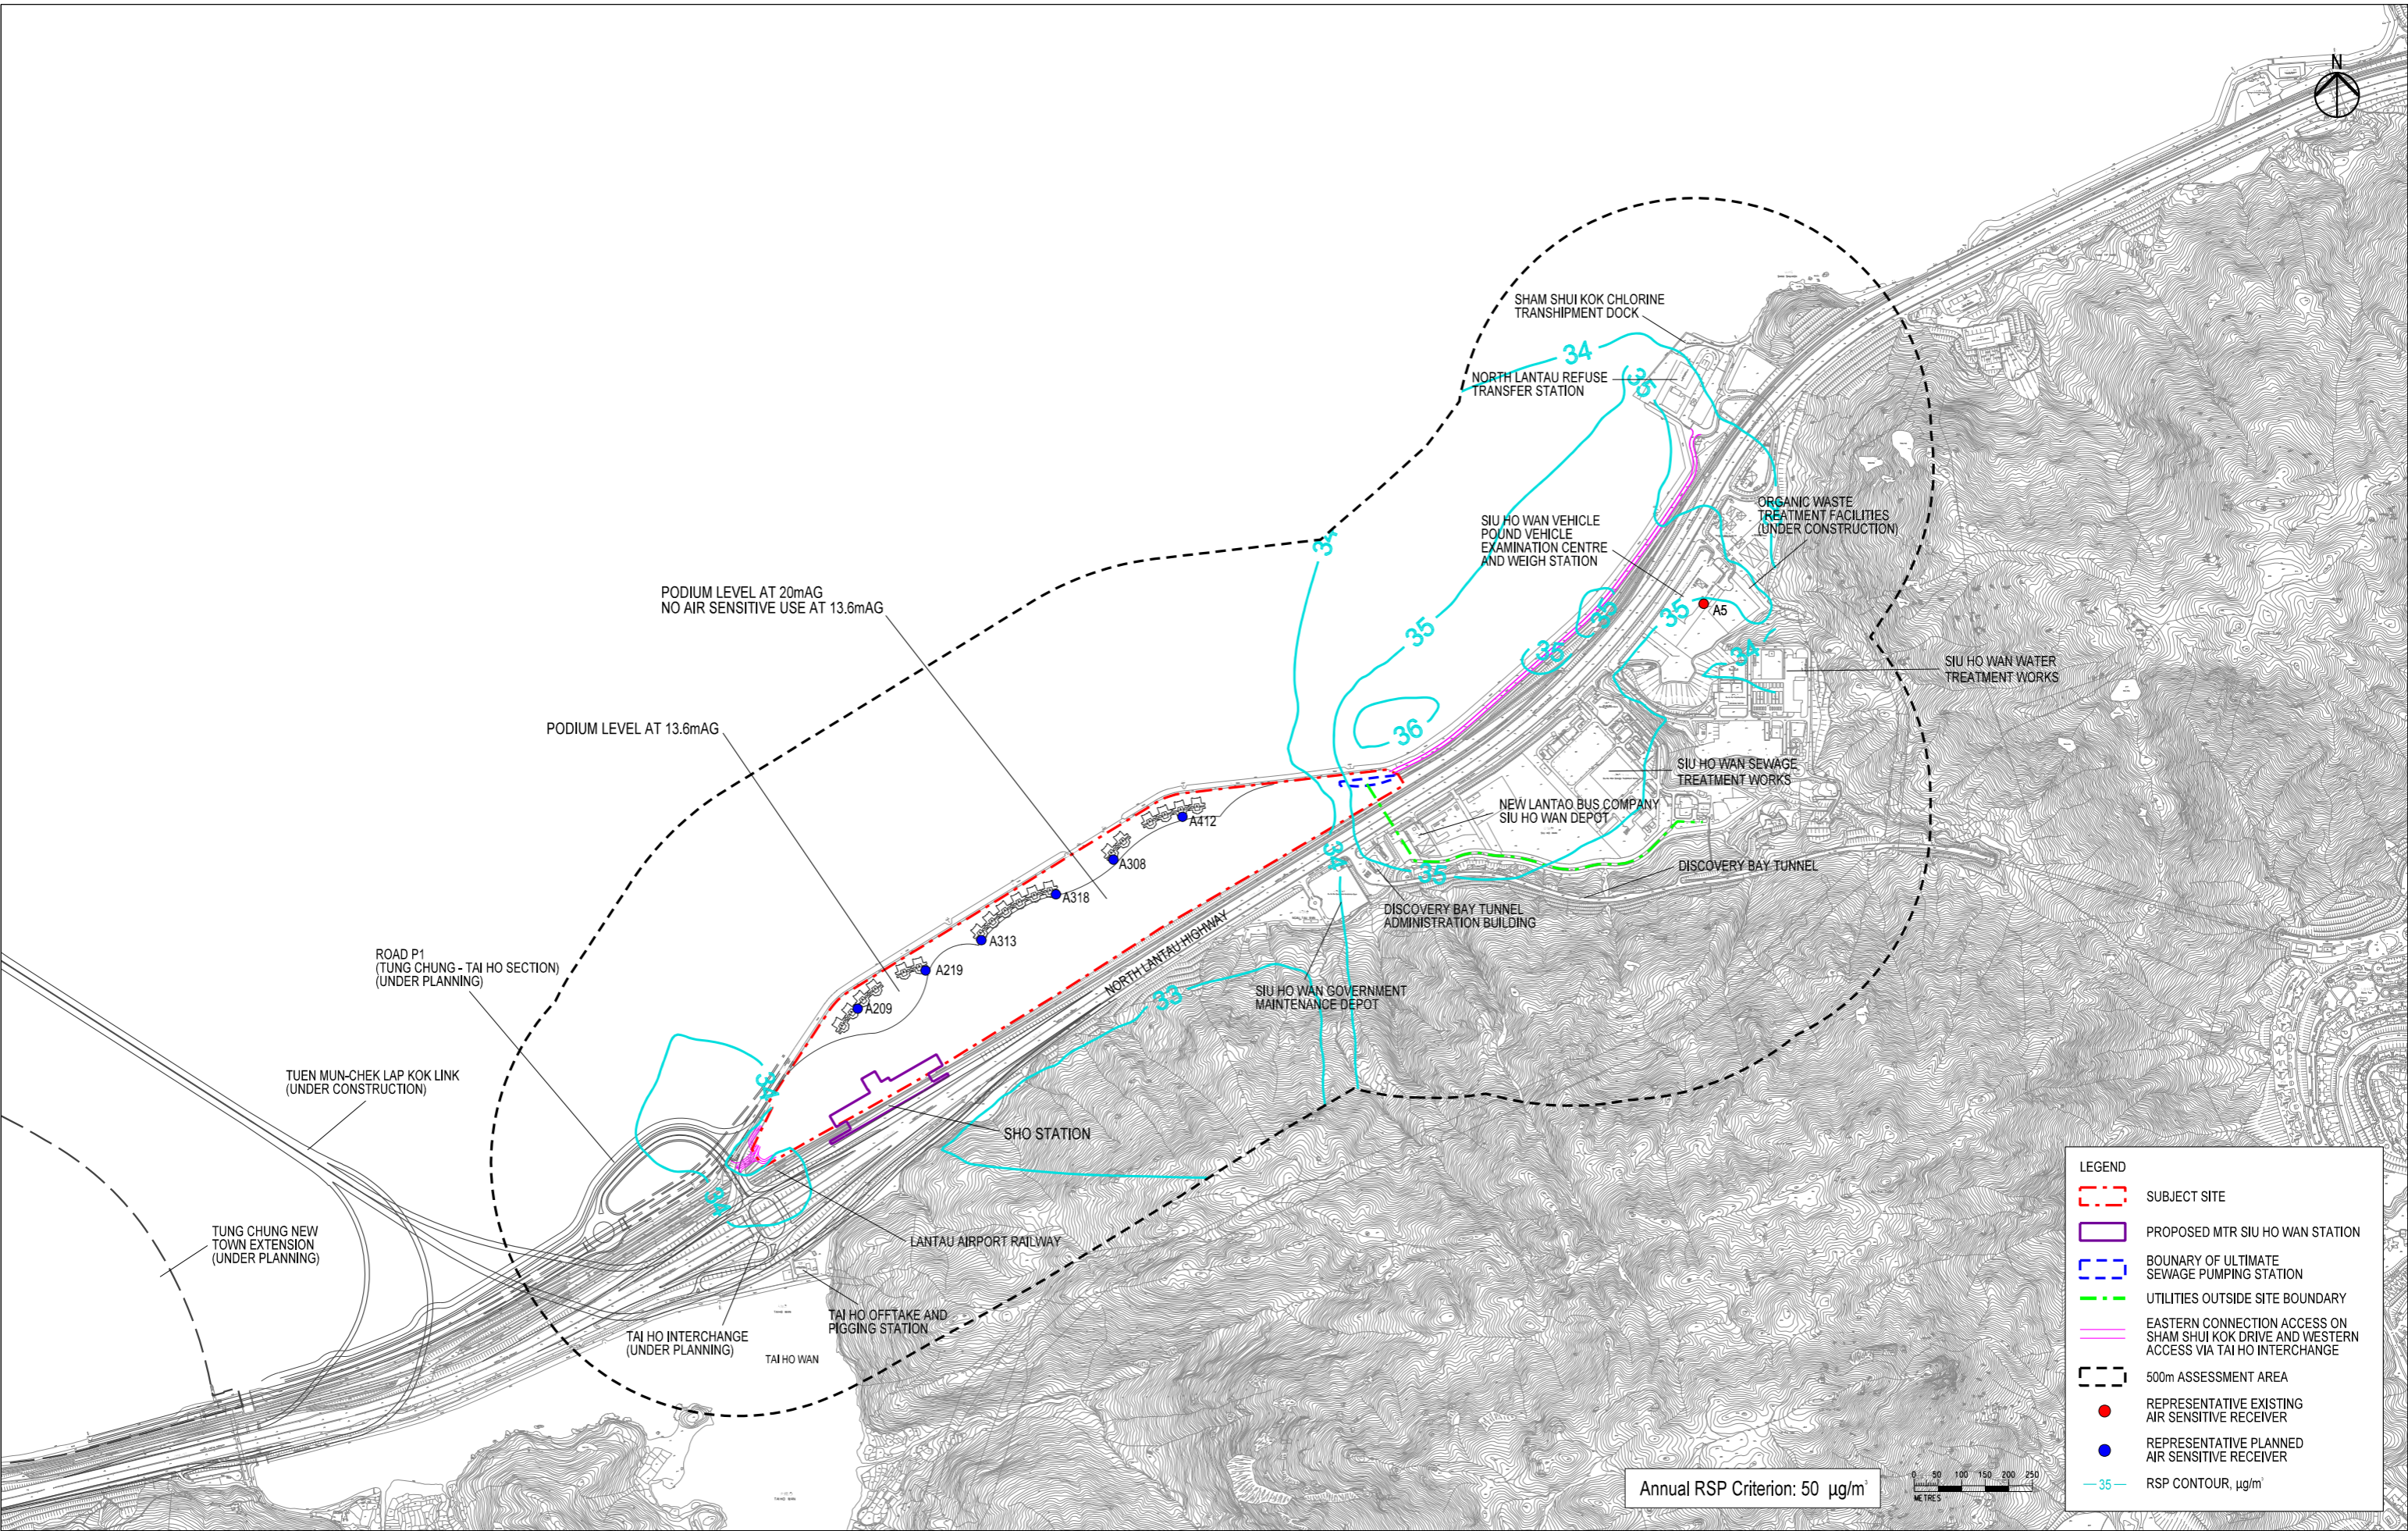 N
SHAM SHUI KOK CHLORINE
TRANSHIPMENT DOCK
34
NORTH LANTAU REFUSE
TRANSFER STATION
35
ORGANIC WASTE
TREATMENT FACILITIES
(UNDER CONSTRUCTION)
SIU HO WAN VEHICLE
POUND VEHICLE
EXAMINATION CENTRE
AND WEIGH STATION
34
PODIUM LEVEL AT 20mAG
NO AIR SENSITIVE USE AT 13.6mAG
35
35
35
35
A5
34
SIU HO WAN WATER
TREATMENT WORKS
PODIUM LEVEL AT 13.6mAG
36
SIU HO WAN SEWAGE
TREATMENT WORKS
NEW LANTAO BUS COMPANY
SIU HO WAN DEPOT
A412
A308
34
35
DISCOVERY BAY TUNNEL
A318
DISCOVERY BAY TUNNEL
ADMINISTRATION BUILDING
A313
NORTH LANTAU HIGHWAY
ROAD P1
(TUNG CHUNG - TAI HO SECTION)
(UNDER PLANNING)
A219
33
SIU HO WAN GOVERNMENT
MAINTENANCE DEPOT
A209
TUEN MUN-CHEK LAP KOK LINK
(UNDER CONSTRUCTION)
34
SHO STATION
34
TUNG CHUNG NEW
TOWN EXTENSION
(UNDER PLANNING)
LANTAU AIRPORT RAILWAY
TAI HO OFFTAKE AND
PIGGING STATION
TAI HO INTERCHANGE
(UNDER PLANNING)
TAI HO WAN
LEGEND
SUBJECT SITE
PROPOSED MTR SIU HO WAN STATION
BOUNARY OF ULTIMATE
SEWAGE PUMPING STATION
UTILITIES OUTSIDE SITE BOUNDARY
EASTERN CONNECTION ACCESS ON
SHAM SHUI KOK DRIVE AND WESTERN
ACCESS VIA TAI HO INTERCHANGE
500m ASSESSMENT AREA
REPRESENTATIVE EXISTING
AIR SENSITIVE RECEIVER
REPRESENTATIVE PLANNED
AIR SENSITIVE RECEIVER
35 RSP CONTOUR, µg/m³
Annual RSP Criterion: 50 µg/m³
0 50 100 150 200 250
METRES